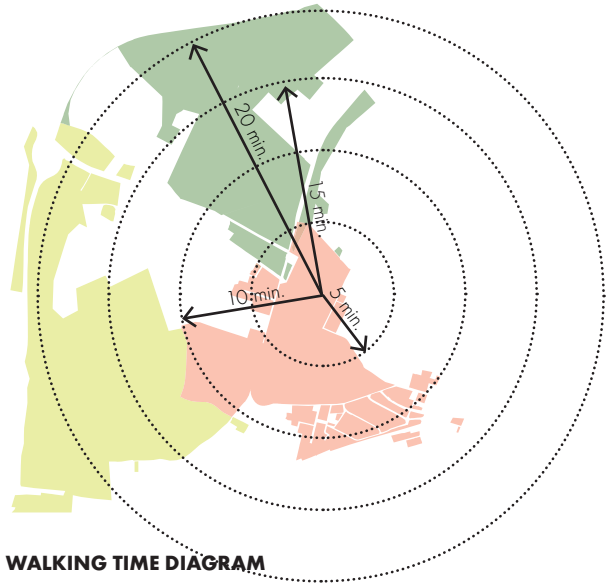 20 min.
15 min
10 min.
5 min.
WALKING TIME DIAGRAM